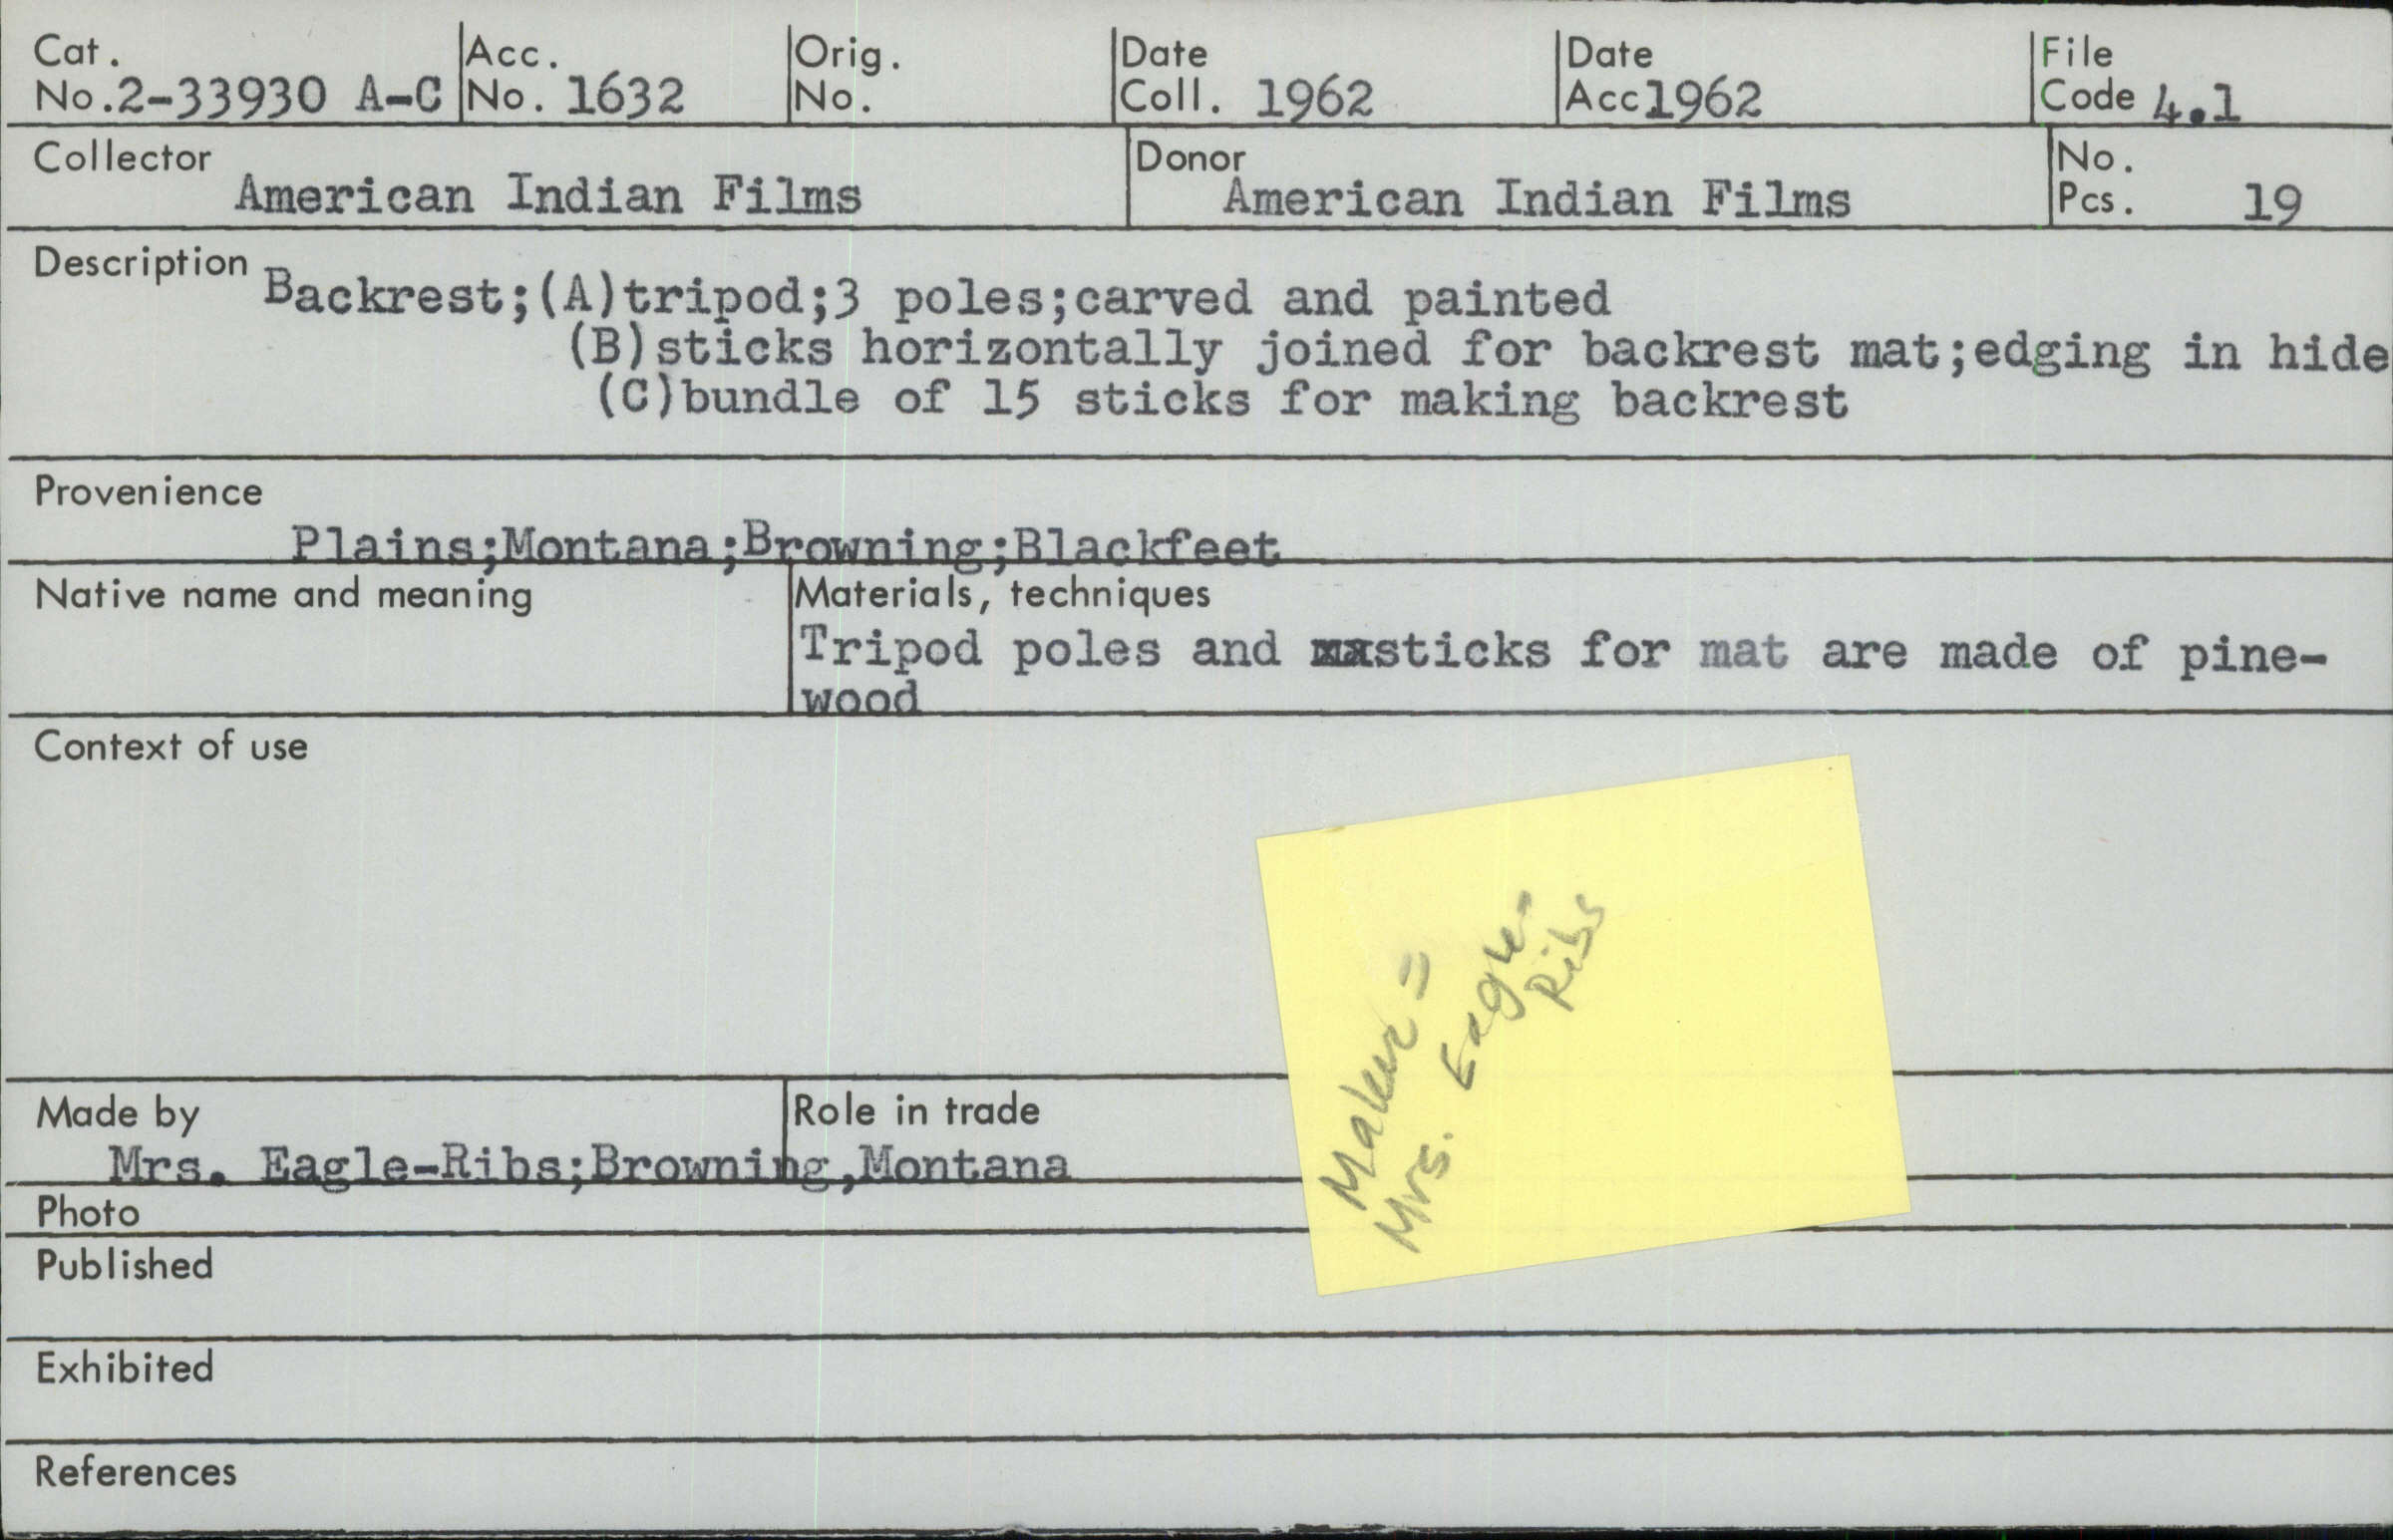 Cat. Acc. Orig. Date Date File
No.2-33930 A-C No. 1632 No. Coll. 1962 Acc1962 Code 4.1
Collector Donor No.
American Indian Films American Indian Films Pcs. 19
Description Backrest;(A)tripod;3 poles;carved and painted
(B)sticks horizontally joined for backrest mat;edging in hide
(C)bundle of 15 sticks for making backrest
Provenience
Plains;Montana;Browning;Blackfeet
Native name and meaning Materials, techniques
Tripod poles and xxsticks for mat are made of pine-
wood
Context of use
Maker =
Mrs. Eagle-
Ribs
Made by Role in trade
Mrs. Eagle-Ribs;Browning,Montana
Photo
Published
Exhibited
References